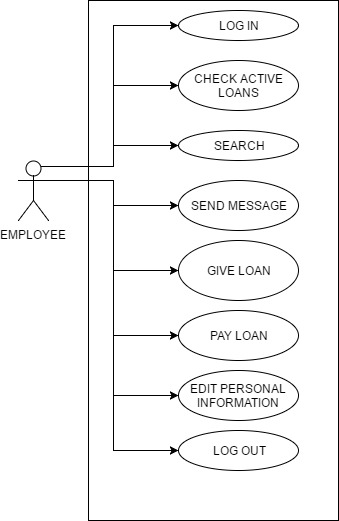 LOG IN
CHECK ACTIVE
LOANS
SEARCH
SEND MESSAGE
EMPLOYEE
GIVE LOAN
PAY LOAN
EDIT PERSONAL
INFORMATION
LOG OUT